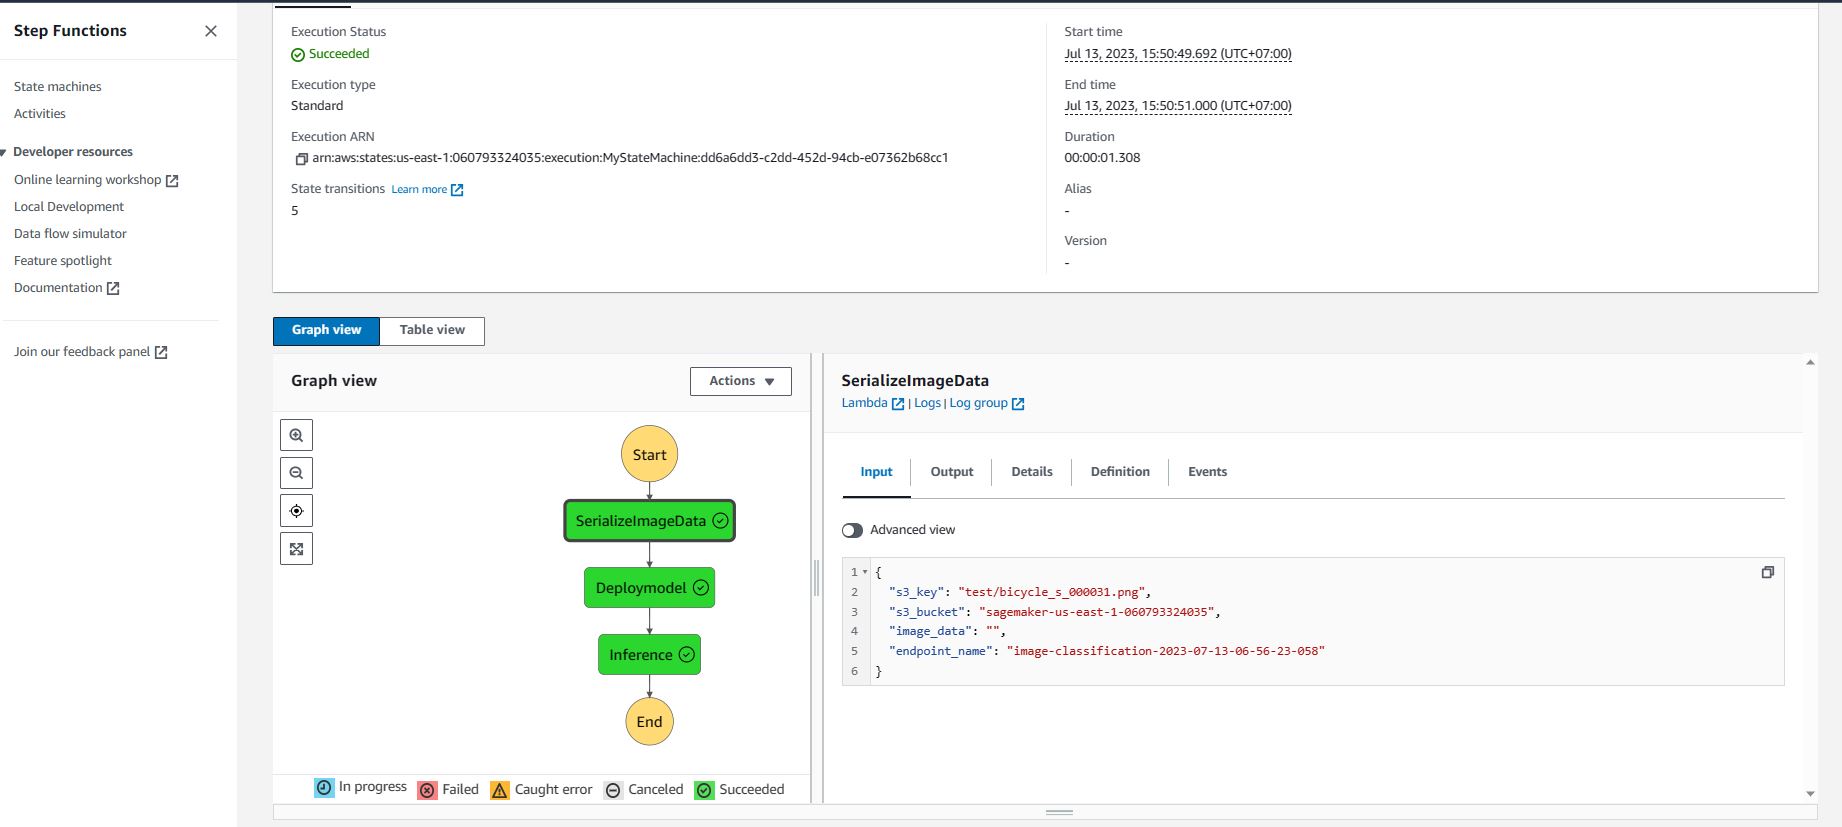 Step Functions
State machines
Activities
Developer resources
Online learning workshop
Local Development
Data flow simulator
Feature spotlight
Documentation
Join our feedback panel
Execution Status
Succeeded
Execution type
Standard
Execution ARN
arn:aws:states:us-east-1:060793324035:execution:MyStateMachine:dd6a6dd3-c2dd-452d-94cb-e07362b68cc1
State transitions Learn more
5
Start time
Jul 13, 2023, 15:50:49.692 (UTC+07:00)
End time
Jul 13, 2023, 15:50:51.000 (UTC+07:00)
Duration
00:00:01.308
Alias
-
Version
-
Graph view Table view
Graph view
Actions
Start
SerializeImageData
Deploymodel
Inference
End
In progress Failed Caught error Canceled Succeeded
SerializeImageData
Lambda | Logs | Log group
Input Output Details Definition Events
Advanced view
1 {
2 "s3_key": "test/bicycle_s_000031.png",
3 "s3_bucket": "sagemaker-us-east-1-060793324035",
4 "image_data": "",
5 "endpoint_name": "image-classification-2023-07-13-06-56-23-058"
6 }